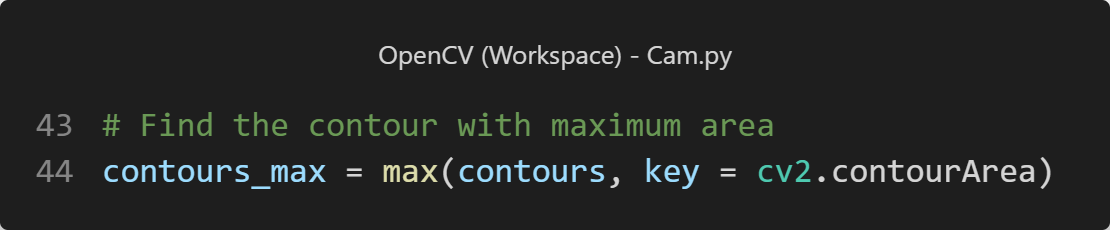 OpenCV (Workspace) - Cam.py
43 # Find the contour with maximum area
44 contours_max = max(contours, key = cv2.contourArea)